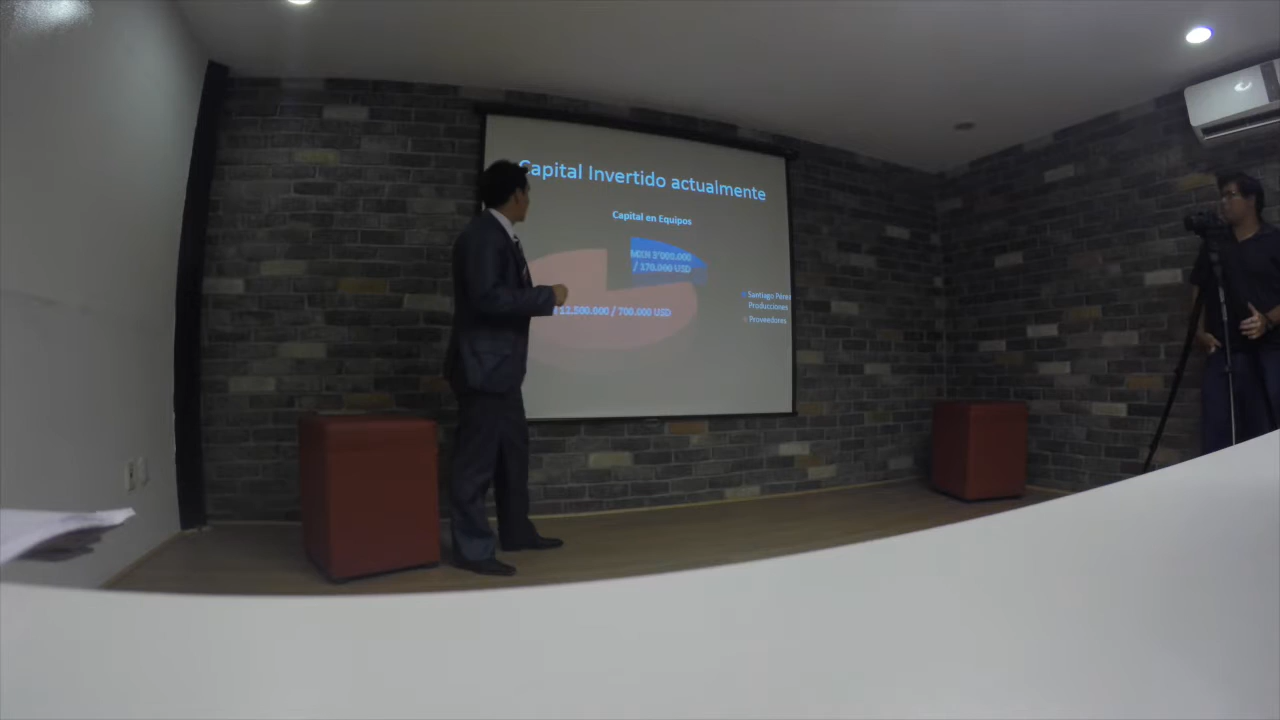 Capital Invertido actualmente
Capital en Equipos
MXN 3'000.000
/ 170.000 USD
/ 12.500.000 / 700.000 USD
Santiago Pérez
Producciones
Proveedores